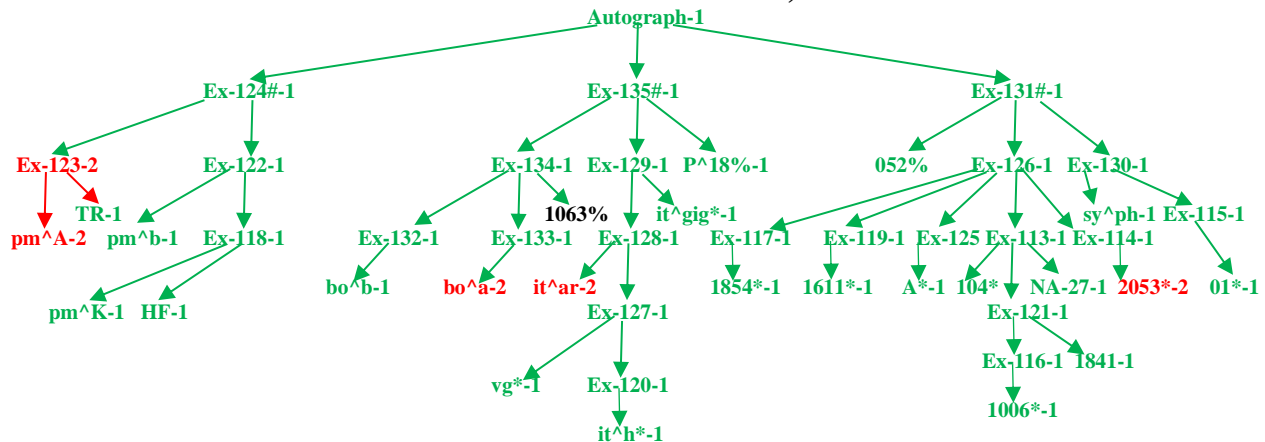 Autograph-1
Ex-124#-1 Ex-135#-1 Ex-131#-1
Ex-123-2 Ex-122-1 Ex-134-1 Ex-129-1 P^18%-1 052% Ex-126-1 Ex-130-1
TR-1 1063% it^gig*-1 sy^ph-1 Ex-115-1
pm^A-2 pm^b-1 Ex-118-1 Ex-132-1 Ex-133-1 Ex-128-1 Ex-117-1 Ex-119-1 Ex-125 Ex-113-1 Ex-114-1
bo^b-1 bo^a-2 it^ar-2 1854*-1 1611*-1 A*-1 104* NA-27-1 2053*-2 01*-1
pm^K-1 HF-1 Ex-127-1 Ex-121-1
Ex-116-1 1841-1
vg*-1 Ex-120-1
1006*-1
it^h*-1